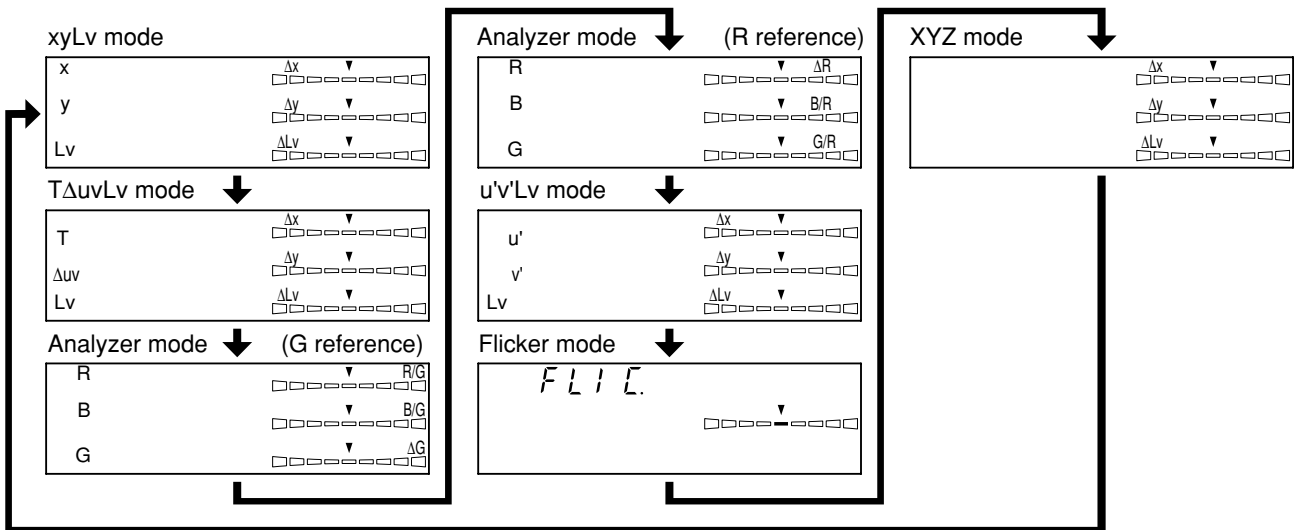 xyLv mode
x Δx
y Δy
Lv ΔLv
TΔuvLv mode
T Δx
Δuv Δy
Lv ΔLv
Analyzer mode (G reference)
R R/G
B B/G
G ΔG
Analyzer mode (R reference)
R ΔR
B B/R
G G/R
u'v'Lv mode
u' Δx
v' Δy
Lv ΔLv
Flicker mode
FLIC.
XYZ mode
Δx
Δy
ΔLv